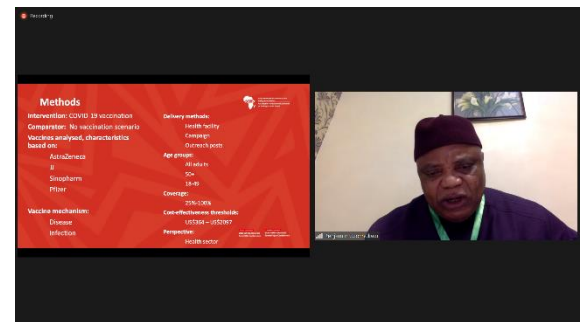 Recording
Methods
Intervention: COVID-19 vaccination
Comparator: No vaccination scenario
Vaccines analysed, characteristics
based on:
AstraZeneca
JJ
Sinopharm
Pfizer
Vaccine mechanism:
Disease
Infection
Delivery methods:
Health facility
Campaign
Outreach posts
Age groups:
All adults
50+
18-49
Coverage:
25%-100%
Cost-effectiveness thresholds:
Perspective:
Health sector